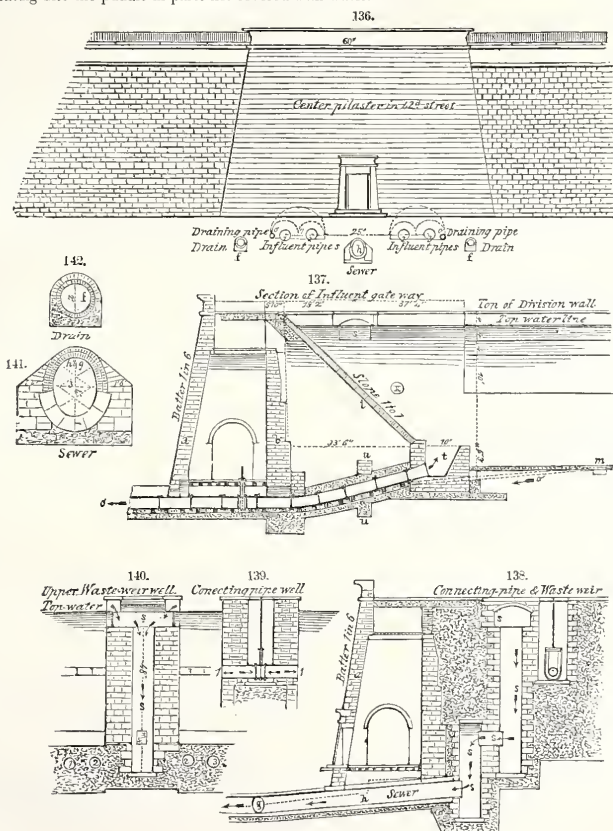 136.
60"
Center pilaster in 42d street
Draining pipe 25'. Draining pipe
Drain Influent pipes h Influent pipes Drain
f Sewer f
142.
f
Drain
141.
Sewer
137.
Section of Influent gate way
Top of Division wall
Top water line
Batter 1 in 6
Slope 1 to 1
t
u
m
u
140.
Upper Waste-weir well.
Top water
s
s
139.
Conecting pipe well
138.
Connecting-pipe & Waste weir
Batter 1 in 6
s
s
s
g h Sewer